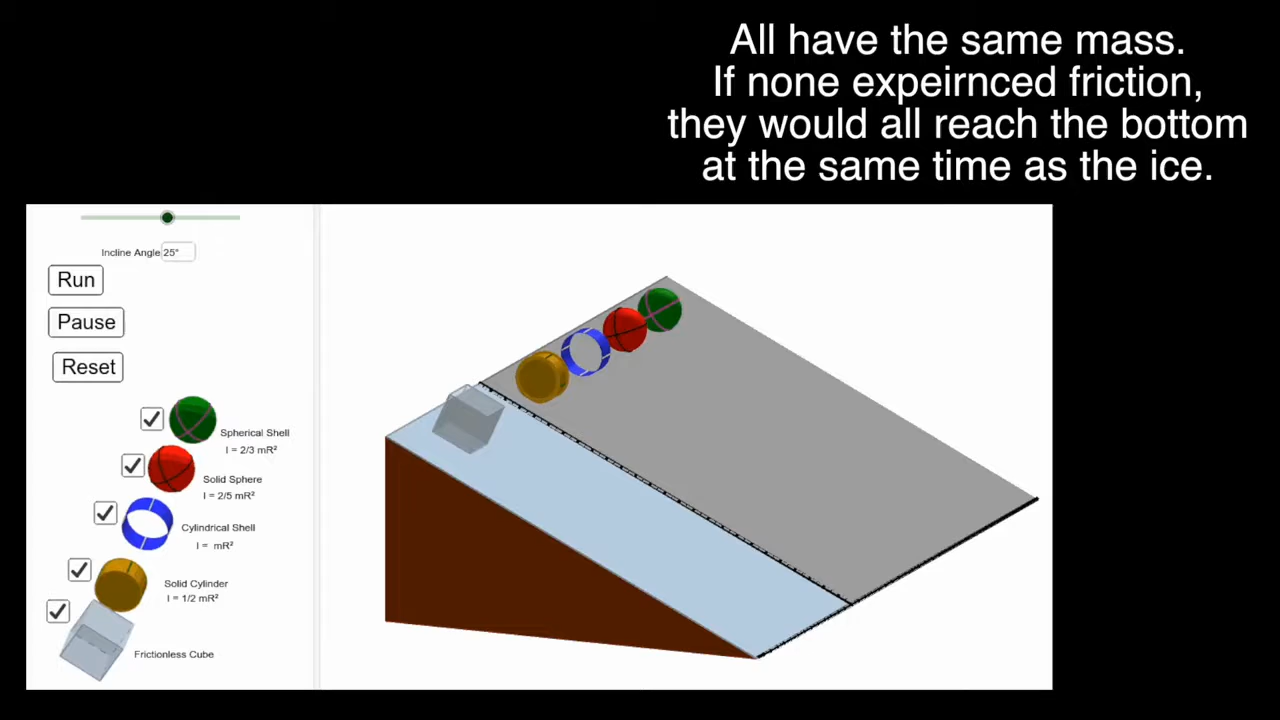 All have the same mass.
If none expeirnced friction,
they would all reach the bottom
at the same time as the ice.
Incline Angle 25°
Run
Pause
Reset
Spherical Shell
I = 2/3 mR²
Solid Sphere
I = 2/5 mR²
Cylindrical Shell
I = mR²
Solid Cylinder
I = 1/2 mR²
Frictionless Cube